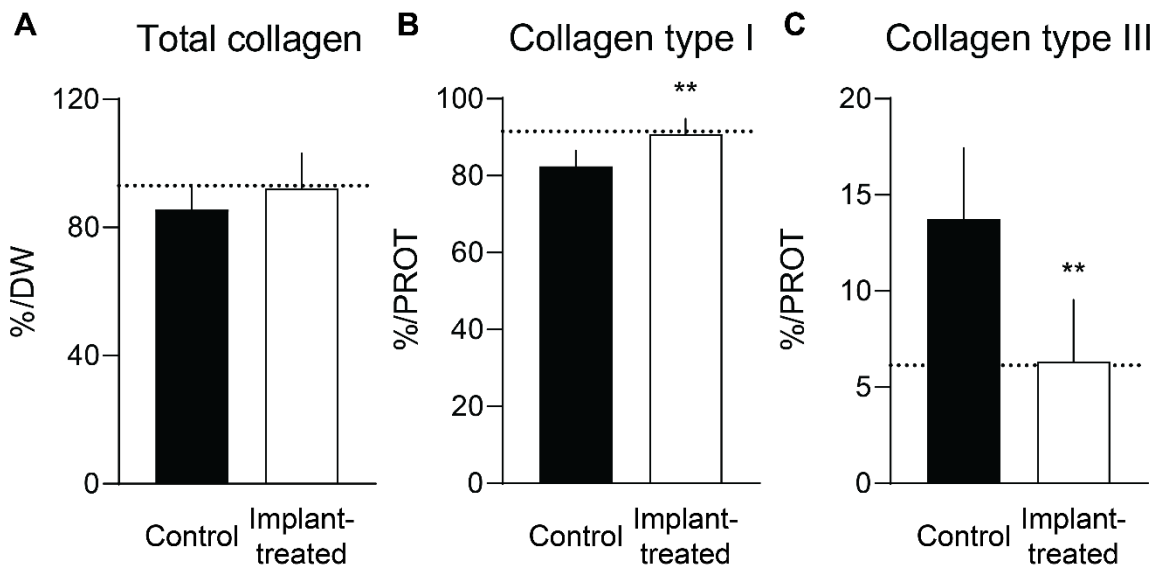 A Total collagen
%/DW
120
80
40
0
Control
Implant-
treated
B Collagen type I
%/PROT
100
80
60
40
20
0
**
Control
Implant-
treated
C Collagen type III
%/PROT
20
15
10
5
0
**
Control
Implant-
treated